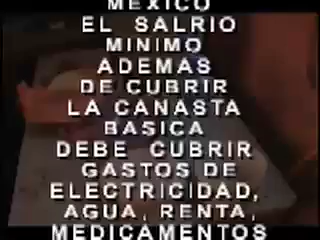 MEXICO
EL SALRIO
MINIMO
ADEMAS
DE CUBRIR
LA CANASTA
BASICA
DEBE CUBRIR
GASTOS DE
ELECTRICIDAD,
AGUA, RENTA,
MEDICAMENTOS